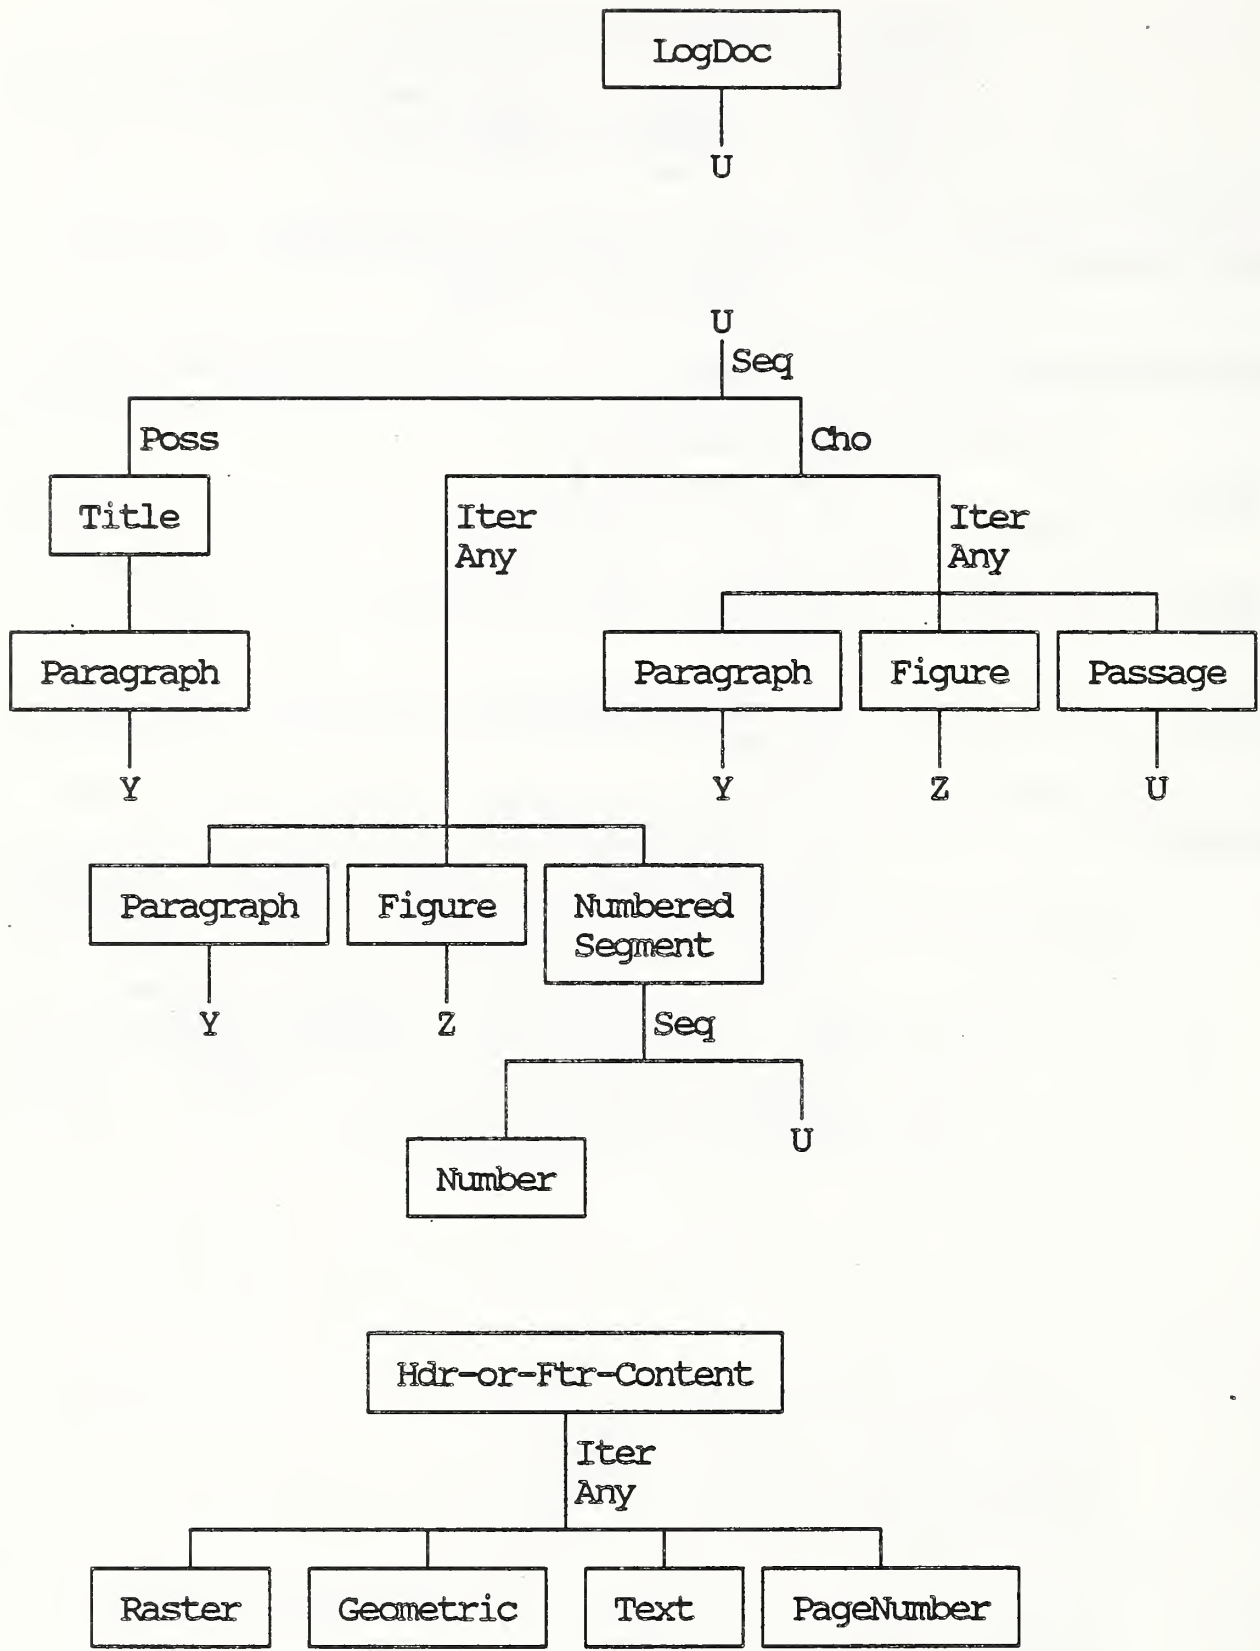 LogDoc
U
U
Seq
Poss
Cho
Title
Iter
Any
Iter
Any
Paragraph
Paragraph
Figure
Passage
Y
Y
Z
U
Paragraph
Figure
Numbered
Segment
Y
Z
Seq
U
Number
Hdr-or-Ftr-Content
Iter
Any
Raster
Geometric
Text
PageNumber